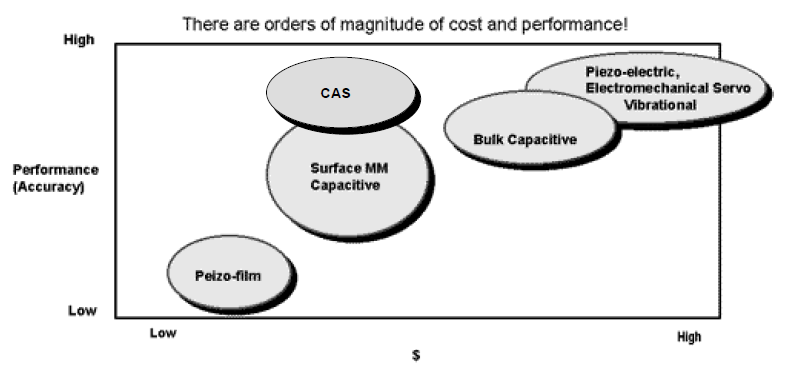 There are orders of magnitude of cost and performance!
High
CAS
Piezo-electric,
Electromechanical Servo
Vibrational
Bulk Capacitive
Performance
(Accuracy)
Surface MM
Capacitive
Peizo-film
Low
Low
High
$